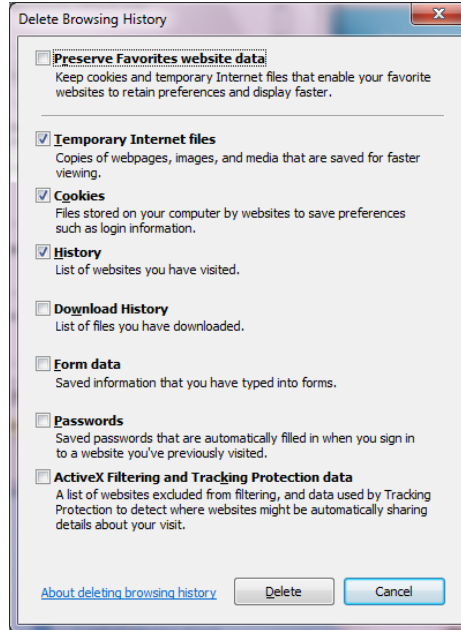 Delete Browsing History
x
Preserve Favorites website data
Keep cookies and temporary Internet files that enable your favorite
websites to retain preferences and display faster.
Temporary Internet files
Copies of webpages, images, and media that are saved for faster
viewing.
Cookies
Files stored on your computer by websites to save preferences
such as login information.
History
List of websites you have visited.
Download History
List of files you have downloaded.
Form data
Saved information that you have typed into forms.
Passwords
Saved passwords that are automatically filled in when you sign in
to a website you've previously visited.
ActiveX Filtering and Tracking Protection data
A list of websites excluded from filtering, and data used by Tracking
Protection to detect where websites might be automatically sharing
details about your visit.
About deleting browsing history Delete Cancel